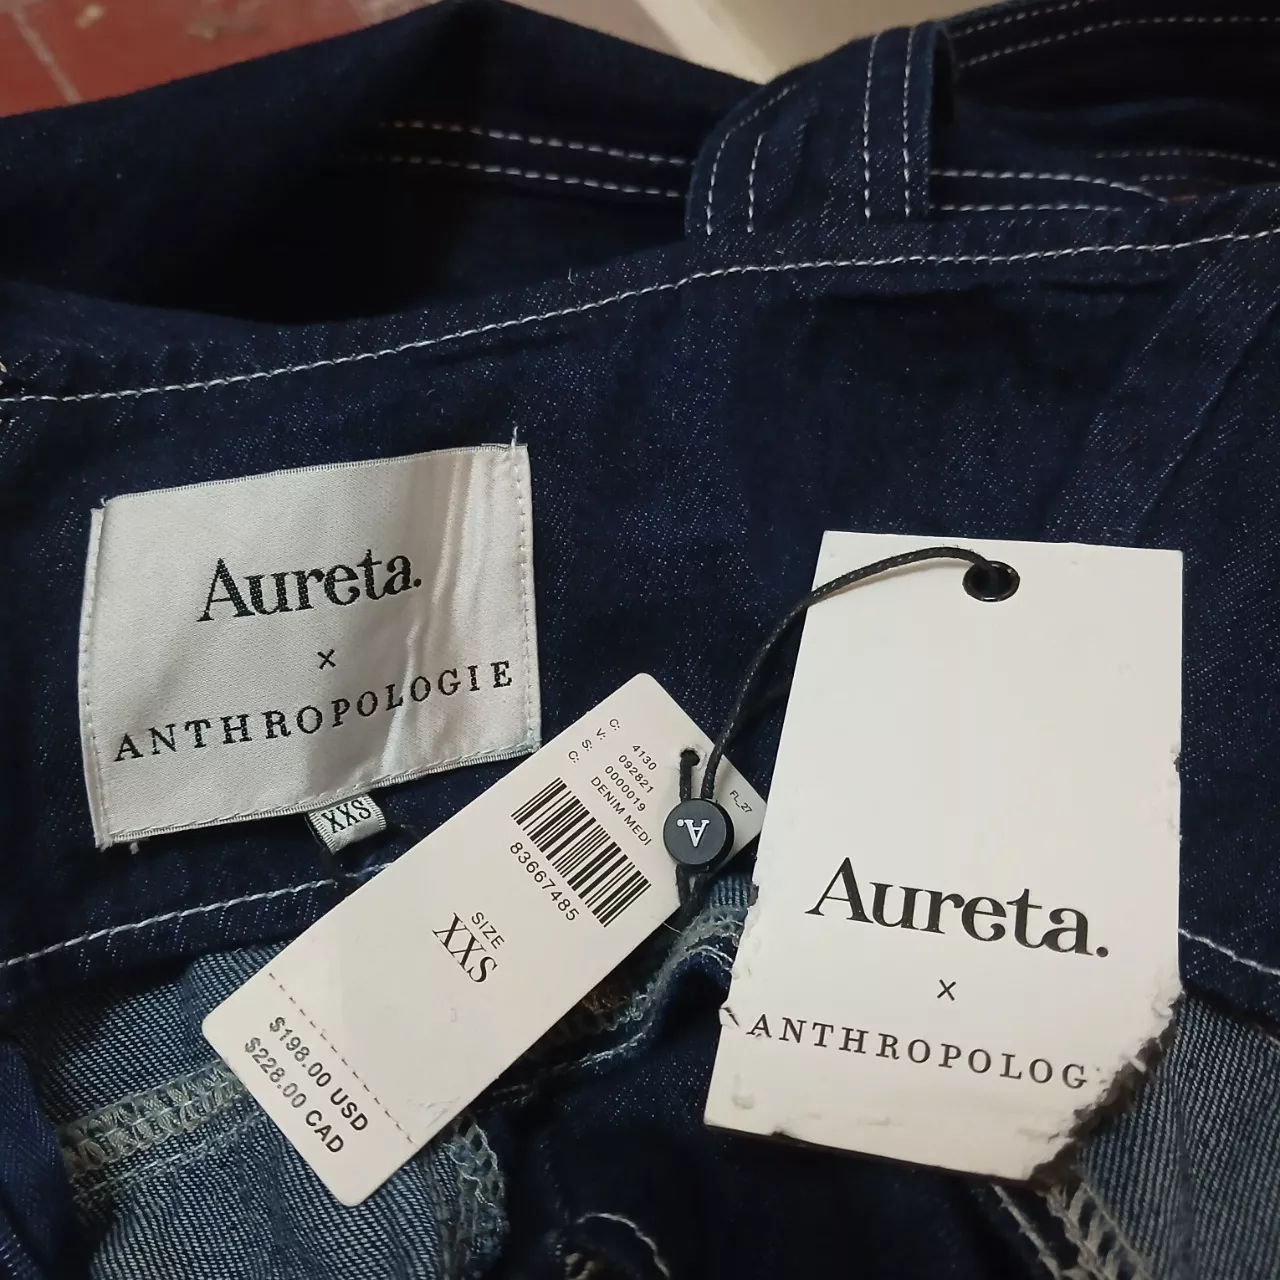 Aureta.
×
ANTHROPOLOGIE
XXS
C: 4130
V: 092821
S: 0000019
C: DENIM MEDI
FL_27
83667485
SIZE
XXS
$198.00 USD
$228.00 CAD
A.
Aureta.
×
ANTHROPOLOG